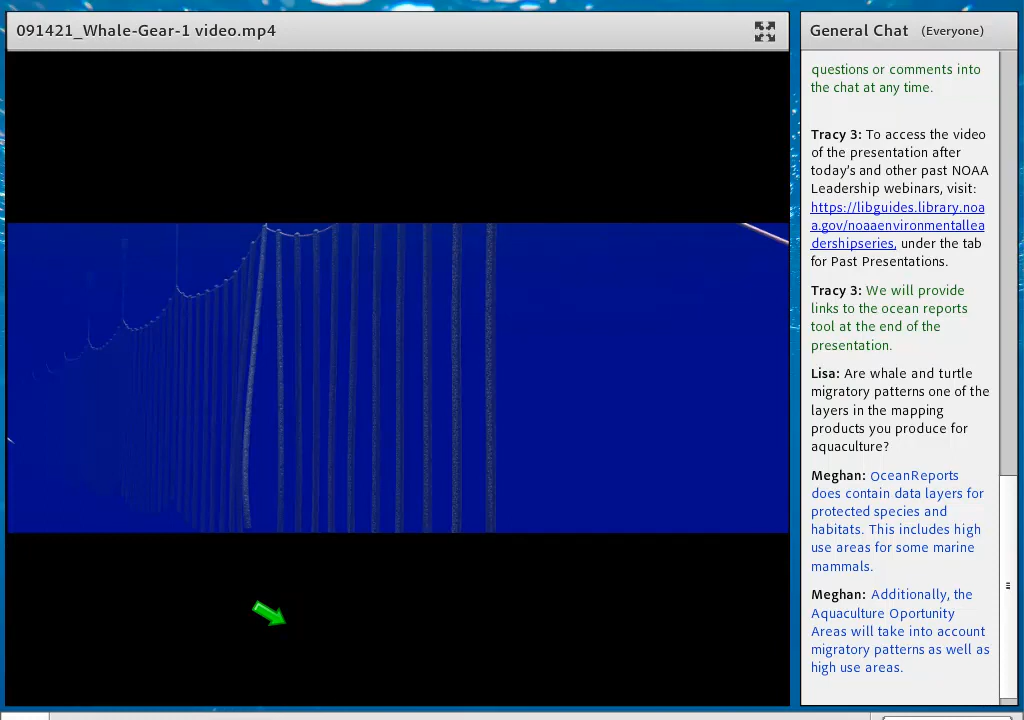 091421_Whale-Gear-1 video.mp4
General Chat (Everyone)
questions or comments into
the chat at any time.
Tracy 3: To access the video
of the presentation after
today's and other past NOAA
Leadership webinars, visit:
https://libguides.library.noa
a.gov/noaaenvironmentallea
dershipseries, under the tab
for Past Presentations.
Tracy 3: We will provide
links to the ocean reports
tool at the end of the
presentation.
Lisa: Are whale and turtle
migratory patterns one of the
layers in the mapping
products you produce for
aquaculture?
Meghan: OceanReports
does contain data layers for
protected species and
habitats. This includes high
use areas for some marine
mammals.
Meghan: Additionally, the
Aquaculture Oportunity
Areas will take into account
migratory patterns as well as
high use areas.